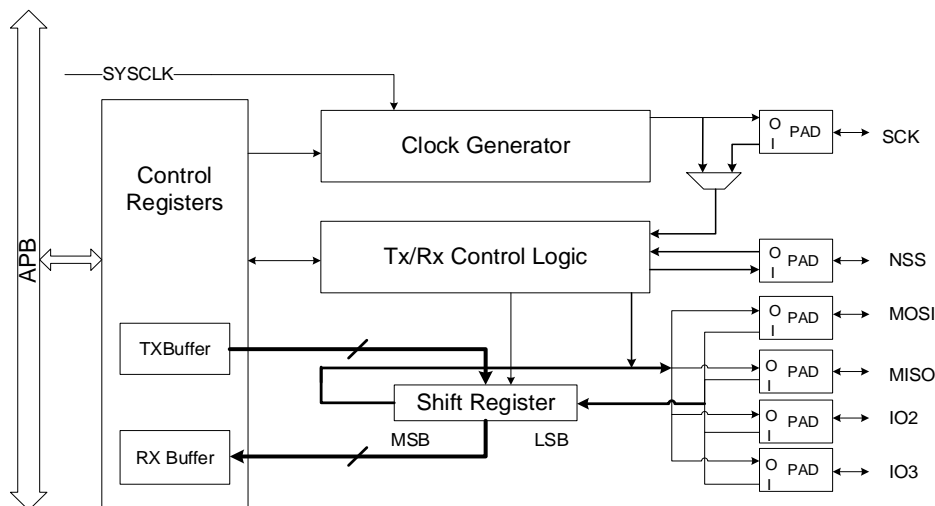 SYSCLK
Clock Generator
O
I
PAD
SCK
Control
Registers
APB
Tx/Rx Control Logic
O
I
PAD
NSS
O
I
PAD
MOSI
TXBuffer
O
I
PAD
MISO
Shift Register
MSB
LSB
O
I
PAD
IO2
RX Buffer
O
I
PAD
IO3